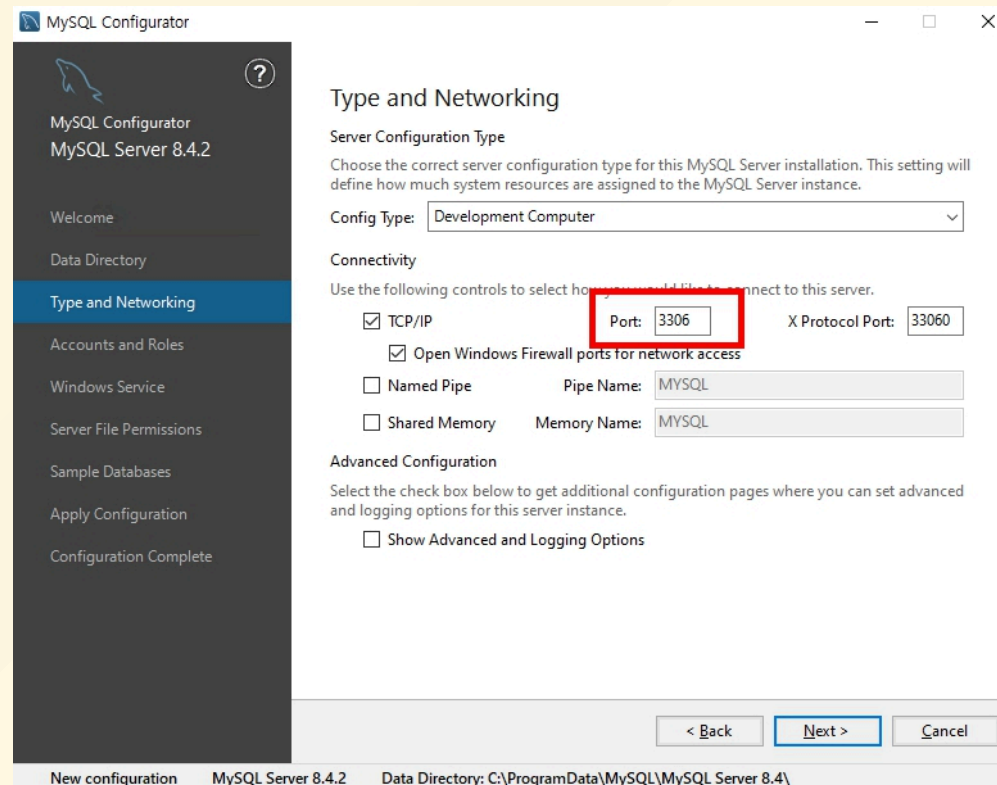 MySQL Configurator
MySQL Configurator
MySQL Server 8.4.2
Welcome
Data Directory
Type and Networking
Accounts and Roles
Windows Service
Server File Permissions
Sample Databases
Apply Configuration
Configuration Complete
Type and Networking
Server Configuration Type
Choose the correct server configuration type for this MySQL Server installation. This setting will
define how much system resources are assigned to the MySQL Server instance.
Config Type: Development Computer
Connectivity
Use the following controls to select how you would like to connect to this server.
TCP/IP Port: 3306 X Protocol Port: 33060
Open Windows Firewall ports for network access
Named Pipe Pipe Name: MYSQL
Shared Memory Memory Name: MYSQL
Advanced Configuration
Select the check box below to get additional configuration pages where you can set advanced
and logging options for this server instance.
Show Advanced and Logging Options
< Back Next > Cancel
New configuration MySQL Server 8.4.2 Data Directory: C:\ProgramData\MySQL\MySQL Server 8.4\